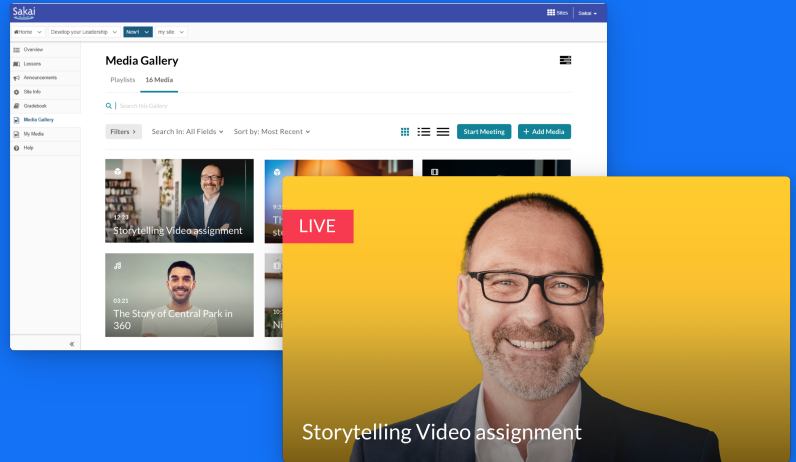 Sakai
Sites
Sakai
Home
Develop your Leadership
New1
my site
Overview
Lessons
Announcements
Site Info
Gradebook
Media Gallery
My Media
Help
Media Gallery
Playlists
16 Media
Search this Gallery
Filters >
Search In: All Fields
Sort by: Most Recent
Start Meeting
+ Add Media
12:23
Storytelling Video assignment
03:21
The Story of Central Park in
360
LIVE
Storytelling Video assignment